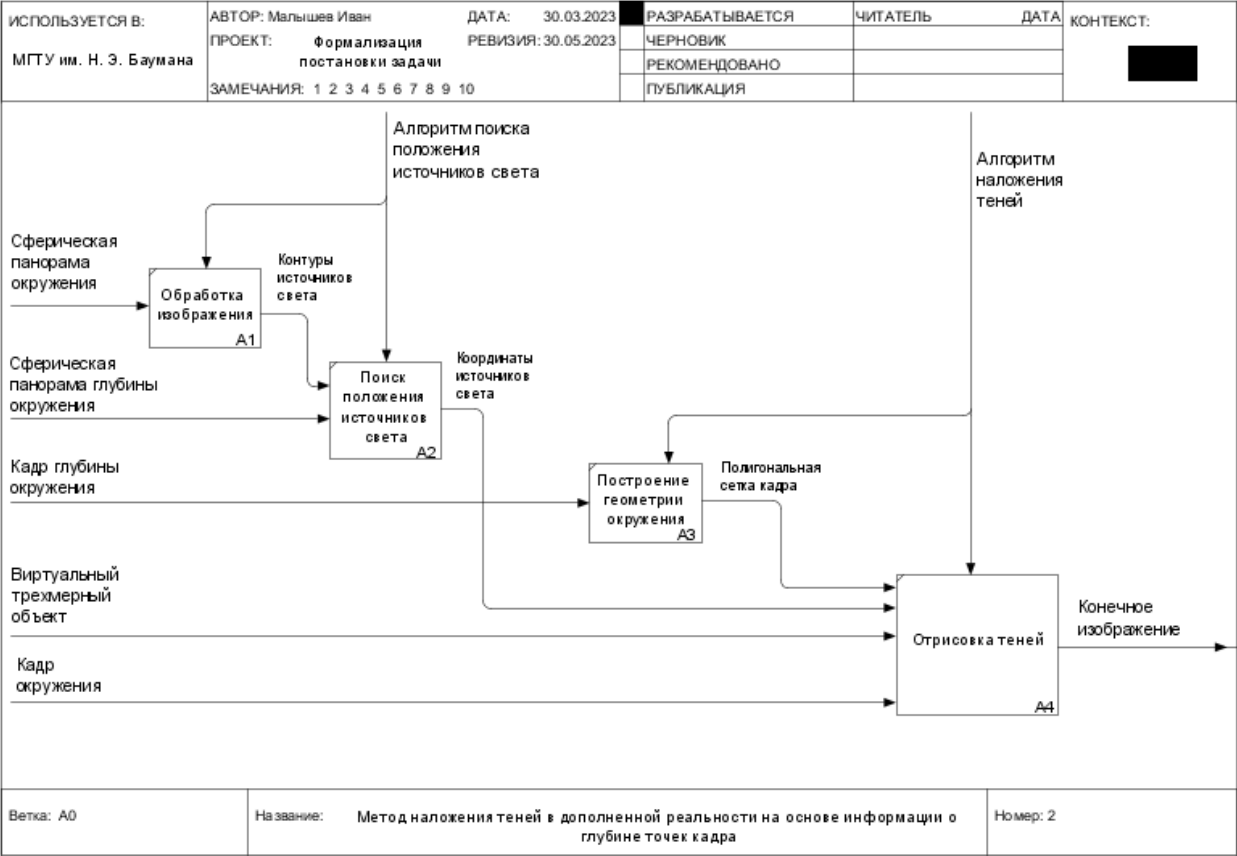 ИСПОЛЬЗУЕТСЯ В:
МГТУ им. Н. Э. Баумана
АВТОР: Малышев Иван
ДАТА: 30.03.2023
ПРОЕКТ: Формализация
постановки задачи
РЕВИЗИЯ: 30.05.2023
ЗАМЕЧАНИЯ: 1 2 3 4 5 6 7 8 9 10
РАЗРАБАТЫВАЕТСЯ
ЧЕРНОВИК
РЕКОМЕНДОВАНО
ПУБЛИКАЦИЯ
ЧИТАТЕЛЬ
ДАТА
КОНТЕКСТ:
Алгоритм поиска
положения
источников света
Алгоритм
наложения
теней
Сферическая
панорама
окружения
Обработка
изображения
A1
Контуры
источников
света
Сферическая
панорама глубины
окружения
Поиск
положения
источников
света
A2
Координаты
источников
света
Кадр глубины
окружения
Построение
геометрии
окружения
A3
Полигональная
сетка кадра
Виртуальный
трехмерный
объект
Кадр
окружения
Отрисовка теней
A4
Конечное
изображение
Ветка: A0
Название: Метод наложения теней в дополненной реальности на основе информации о
глубине точек кадра
Номер: 2